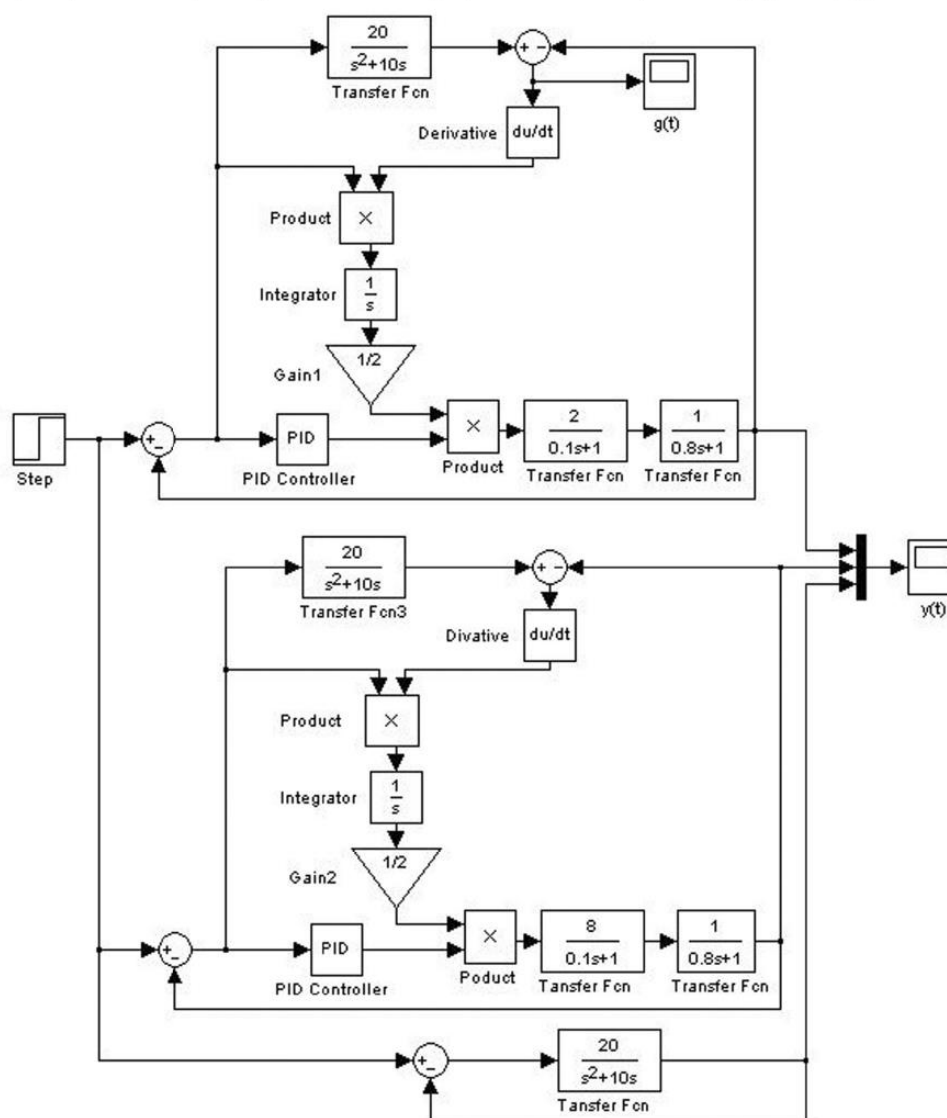 20
s²+10s
Transfer Fcn
+ -
g(t)
Derivative
du/dt
Product
×
Integrator
1
s
1/2
Gain1
Step
+
-
PID
PID Controller
×
Product
2
0.1s+1
Transfer Fcn
1
0.8s+1
Transfer Fcn
20
s²+10s
Transfer Fcn3
+ -
y(t)
Divative
du/dt
Product
×
Integrator
1
s
1/2
Gain2
+
-
PID
PID Controller
×
Poduct
8
0.1s+1
Tansfer Fcn
1
0.8s+1
Transfer Fcn
+
-
20
s²+10s
Tansfer Fcn